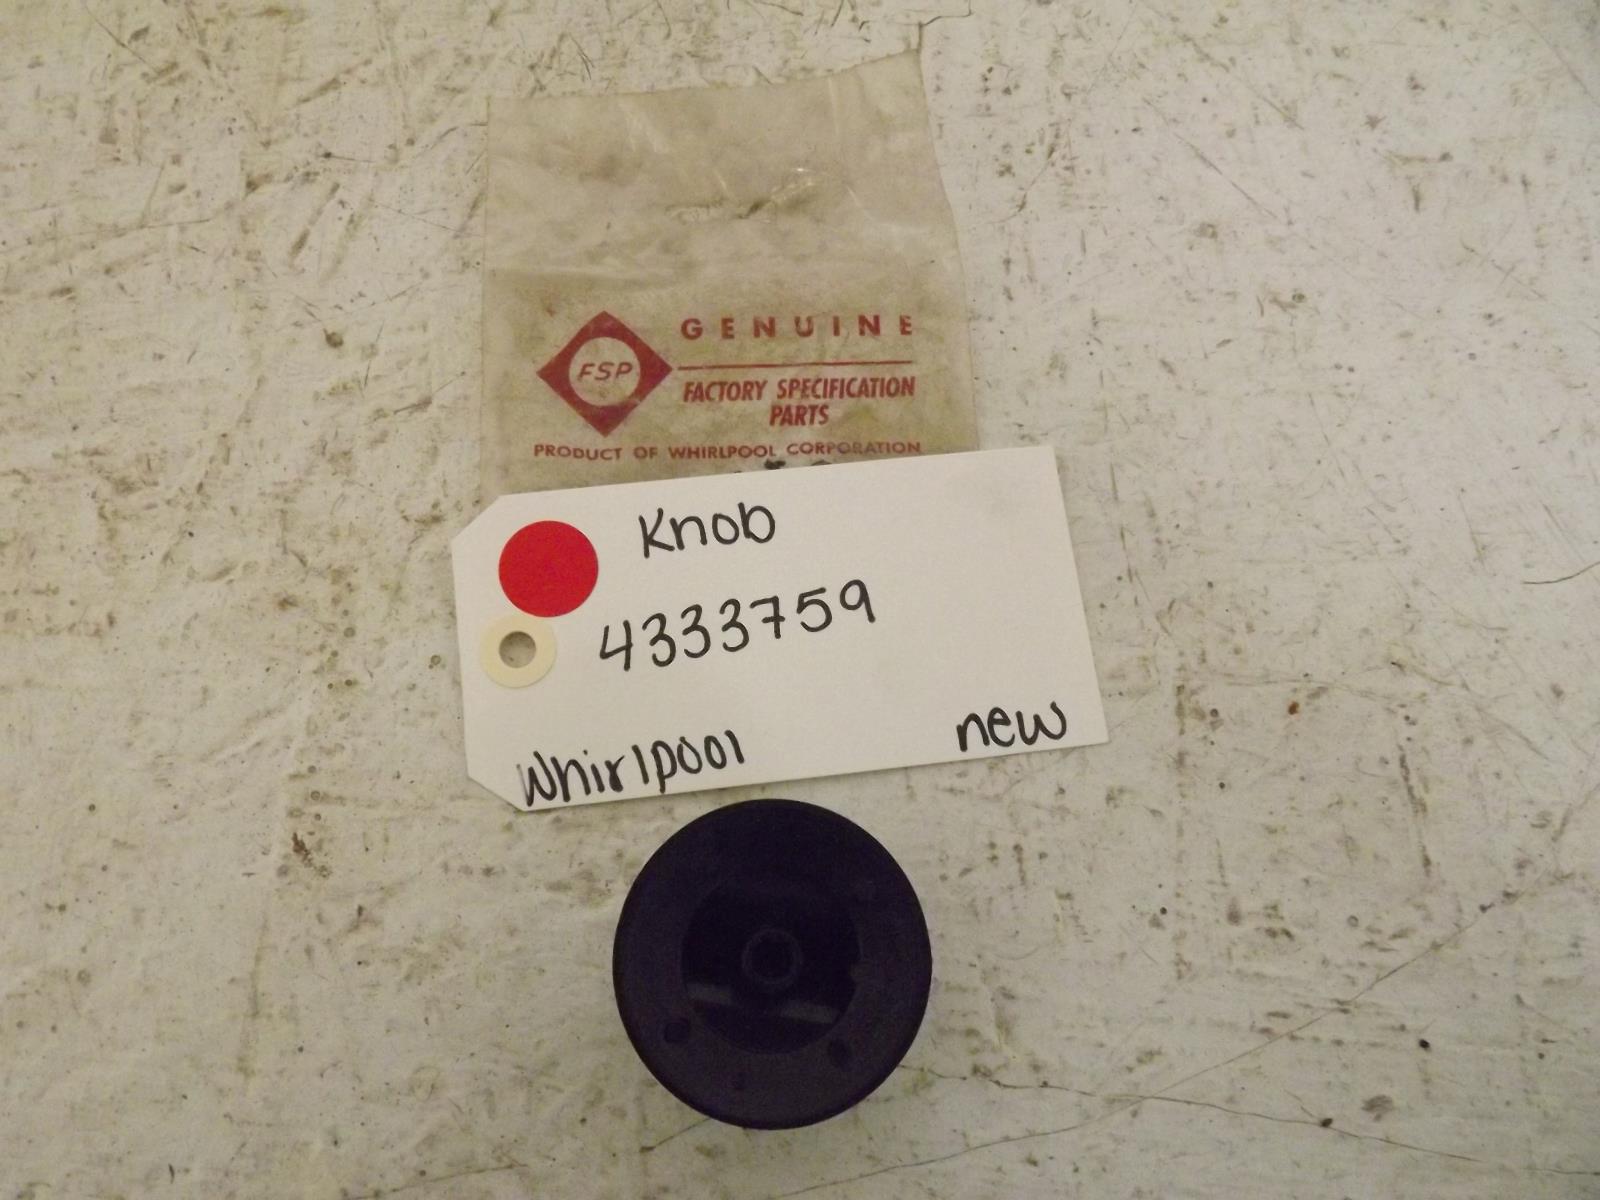 GENUINE
FSP
FACTORY SPECIFICATION
PARTS
PRODUCT OF WHIRLPOOL CORPORATION
Knob
4333759
Whirlpool
new